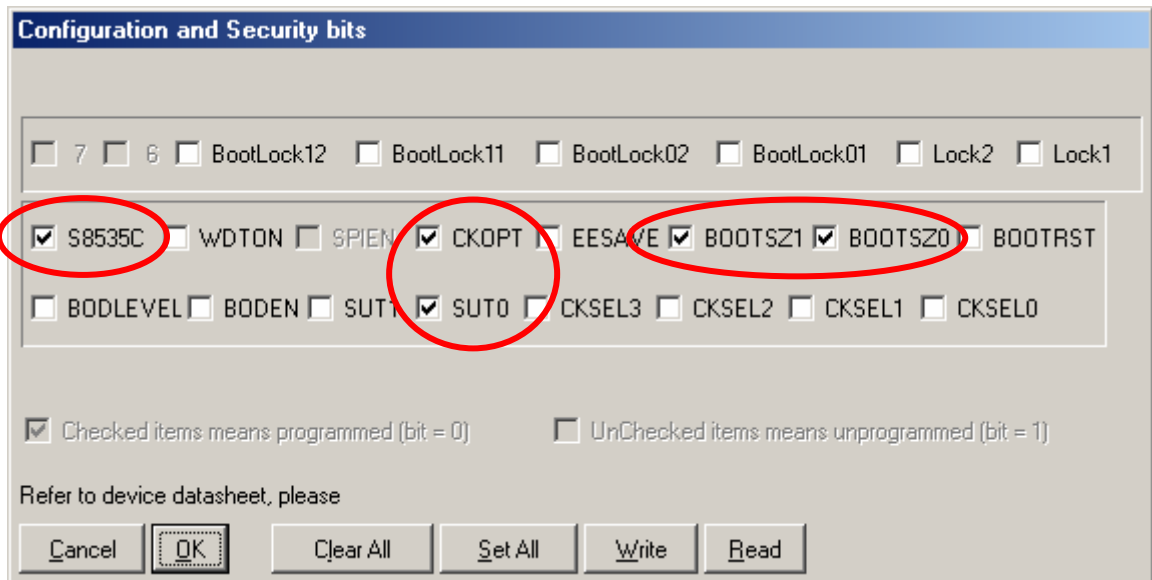 Configuration and Security bits
7 6 BootLock12 BootLock11 BootLock02 BootLock01 Lock2 Lock1
S8535C WDTON SPIEN CKOPT EESAVE BOOTSZ1 BOOTSZ0 BOOTRST
BODLEVEL BODEN SUT1 SUT0 CKSEL3 CKSEL2 CKSEL1 CKSEL0
Checked items means programmed (bit = 0) UnChecked items means unprogrammed (bit = 1)
Refer to device datasheet, please
Cancel OK Clear All Set All Write Read